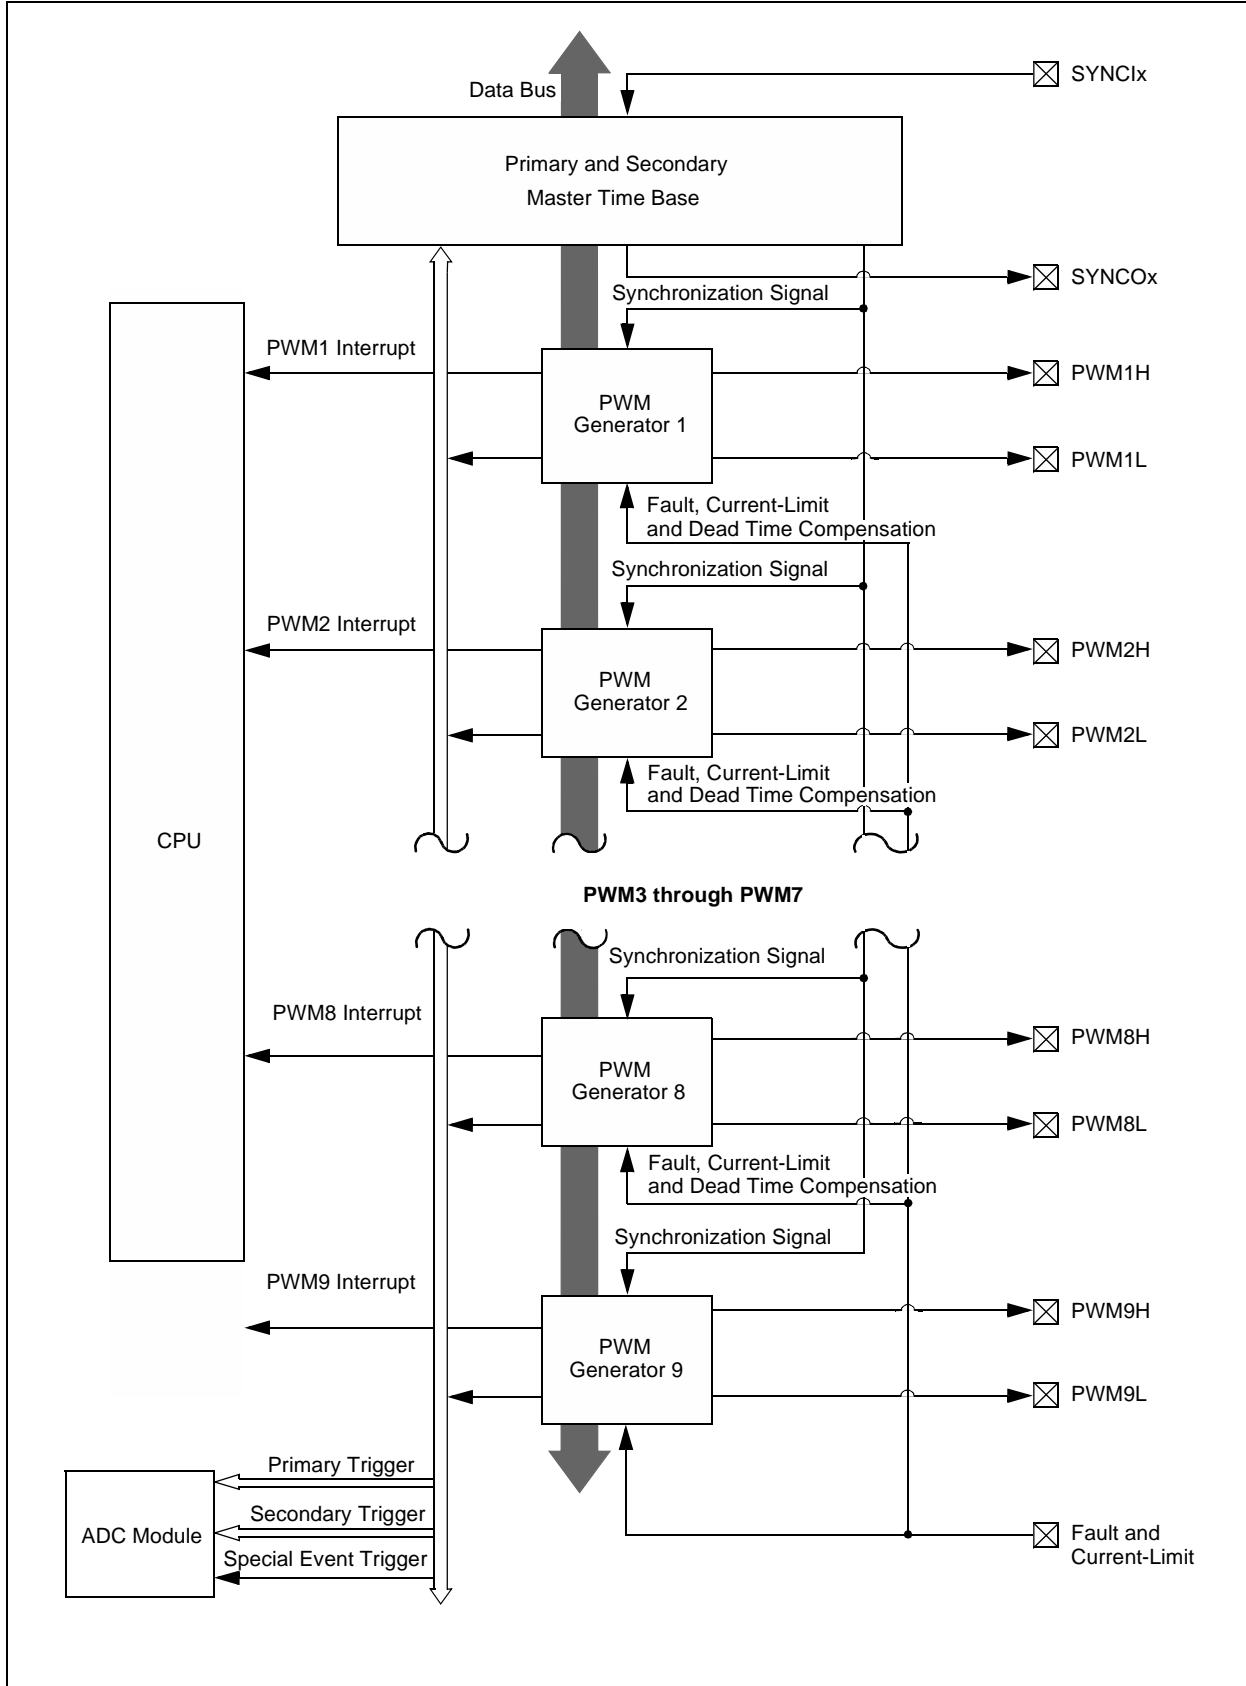 SYNCIx
Data Bus
Primary and Secondary
Master Time Base
SYNCOx
Synchronization Signal
PWM1 Interrupt
PWM1H
PWM
Generator 1
PWM1L
Fault, Current-Limit
and Dead Time Compensation
Synchronization Signal
PWM2 Interrupt
PWM2H
PWM
Generator 2
PWM2L
Fault, Current-Limit
and Dead Time Compensation
CPU
PWM3 through PWM7
Synchronization Signal
PWM8 Interrupt
PWM8H
PWM
Generator 8
PWM8L
Fault, Current-Limit
and Dead Time Compensation
Synchronization Signal
PWM9 Interrupt
PWM9H
PWM
Generator 9
PWM9L
Primary Trigger
Secondary Trigger
ADC Module
Special Event Trigger
Fault and
Current-Limit